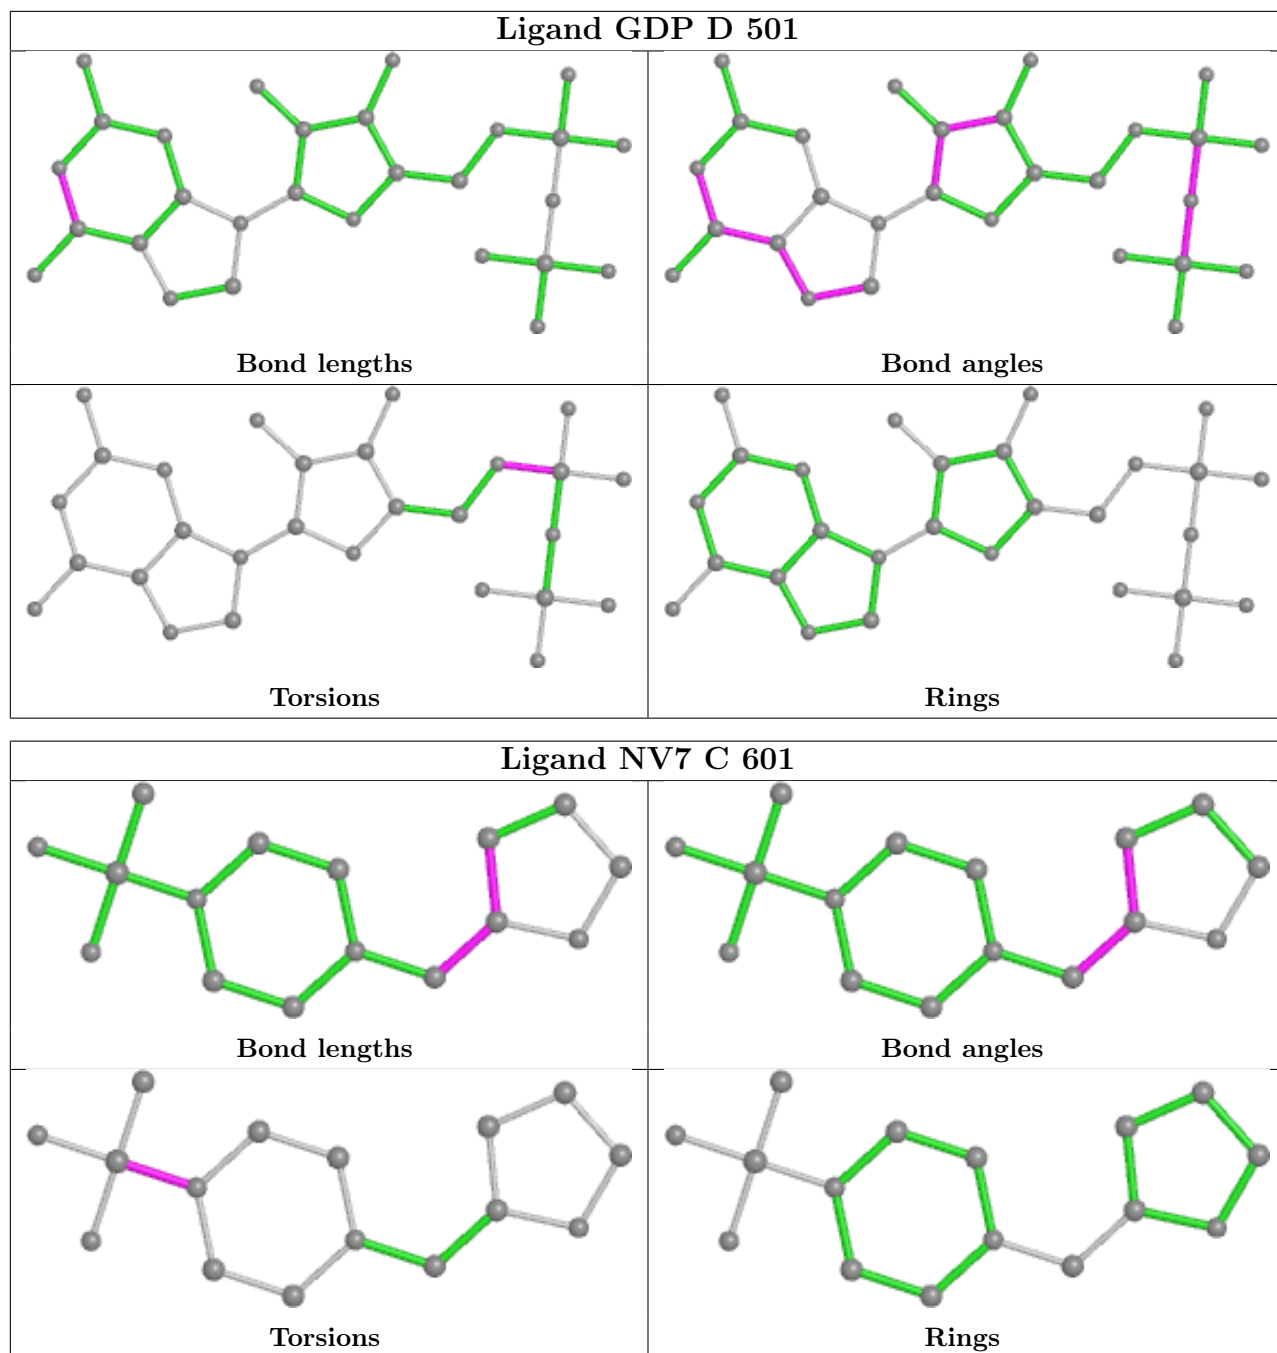 Ligand GDP D 501
Bond lengths
Bond angles
Torsions
Rings
Ligand NV7 C 601
Bond lengths
Bond angles
Torsions
Rings